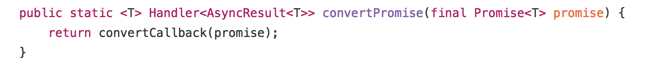 public static <T> Handler<AsyncResult<T>> convertPromise(final Promise<T> promise) {
    return convertCallback(promise);
}